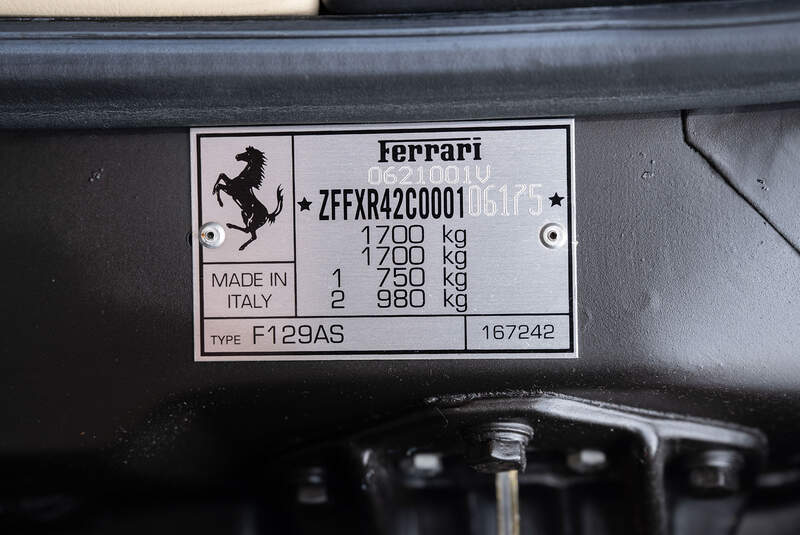 Ferrari
0621001V
★ ZFFXR42C000106175 ★
1700 kg
1700 kg
1 750 kg
2 980 kg
MADE IN
ITALY
TYPE F129AS
167242